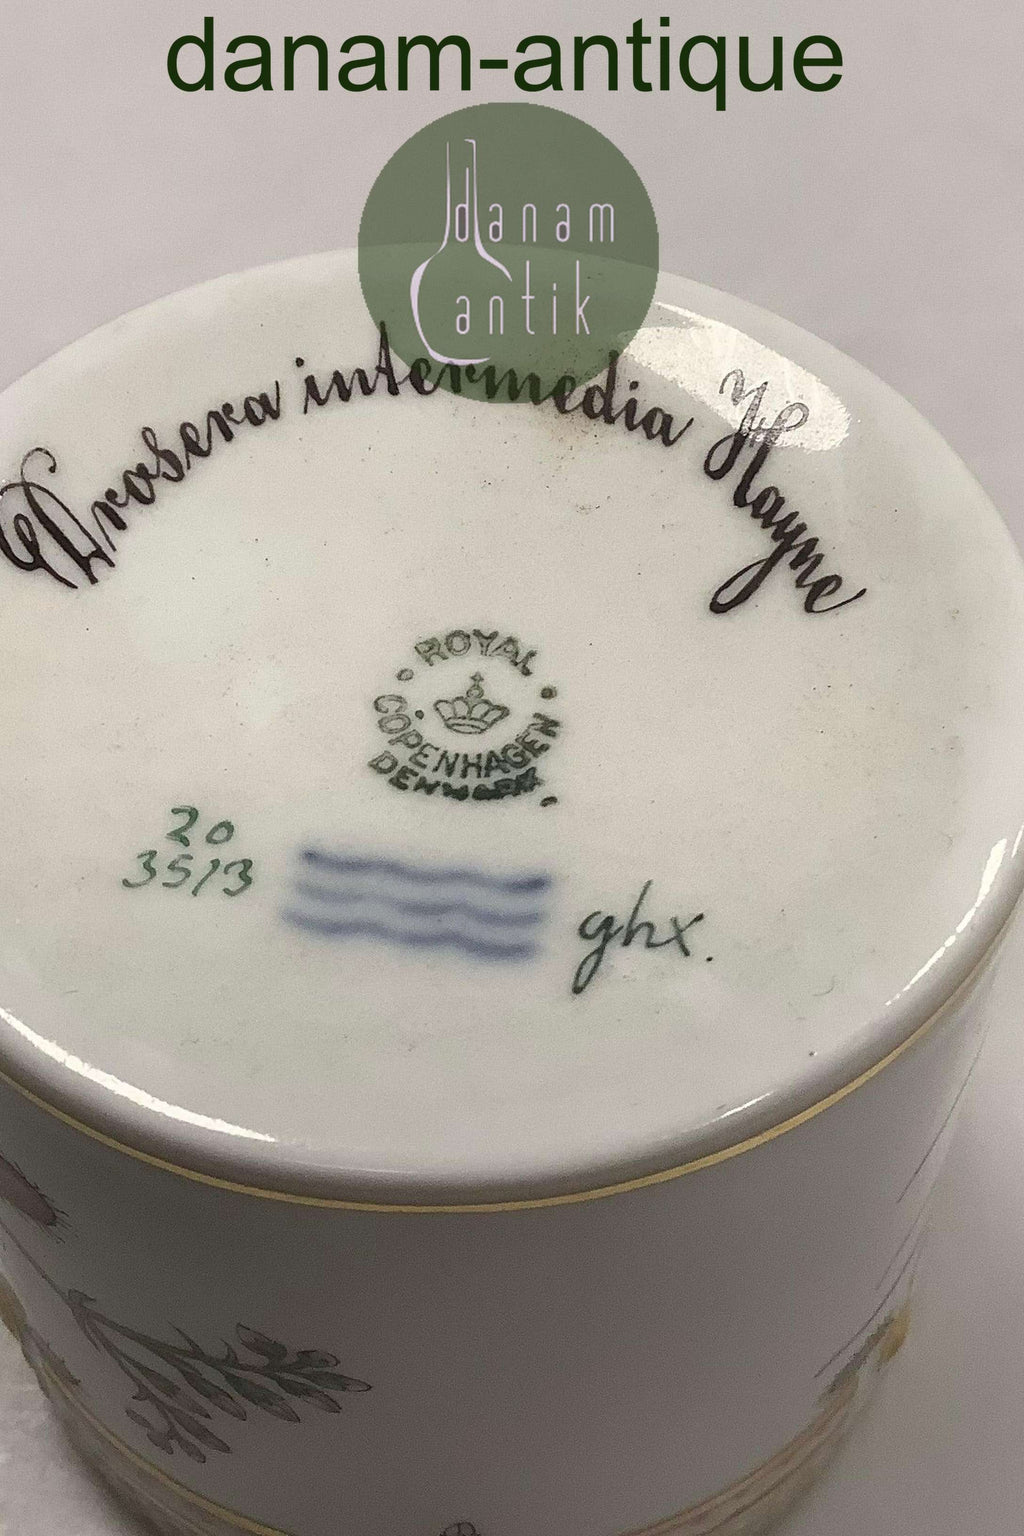 danam-antique
danam
antik
Drosera intermedia Hayne
ROYAL
COPENHAGEN
DENMARK
20
3513
ghx.